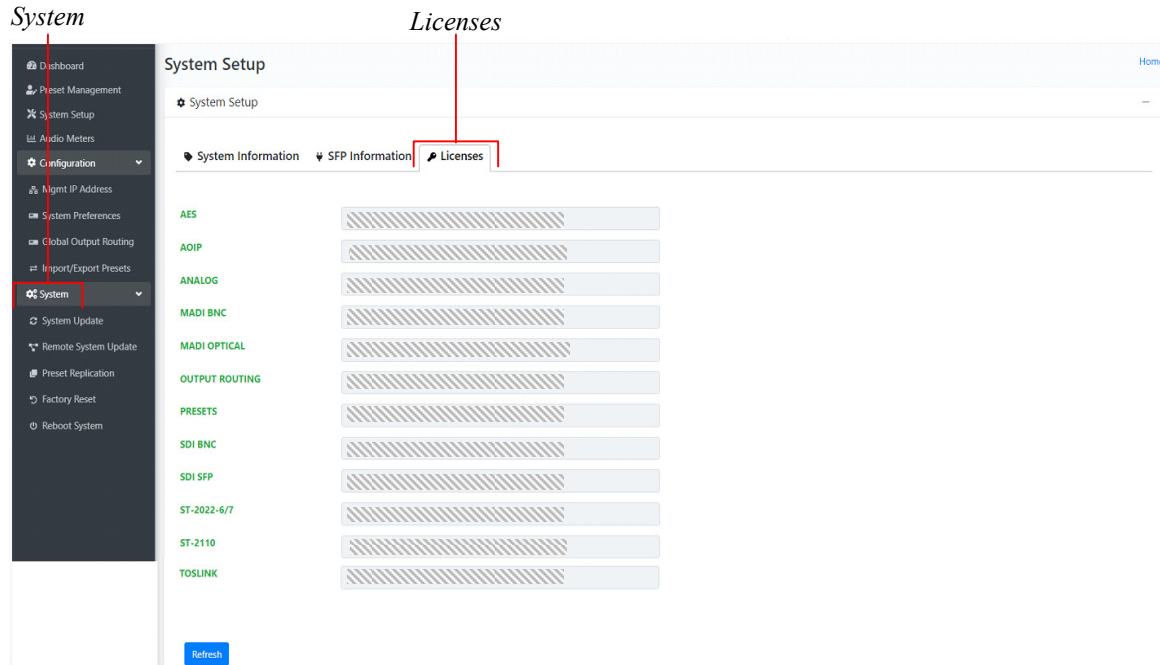 System
Licenses
Dashboard
Preset Management
System Setup
Audio Meters
Configuration
Mgmt IP Address
System Preferences
Global Output Routing
Import/Export Presets
System
System Update
Remote System Update
Preset Replication
Factory Reset
Reboot System
System Setup
Home
System Setup
System Information SFP Information Licenses
AES
AOIP
ANALOG
MADI BNC
MADI OPTICAL
OUTPUT ROUTING
PRESETS
SDI BNC
SDI SFP
ST-2022-6/7
ST-2110
TOSLINK
Refresh